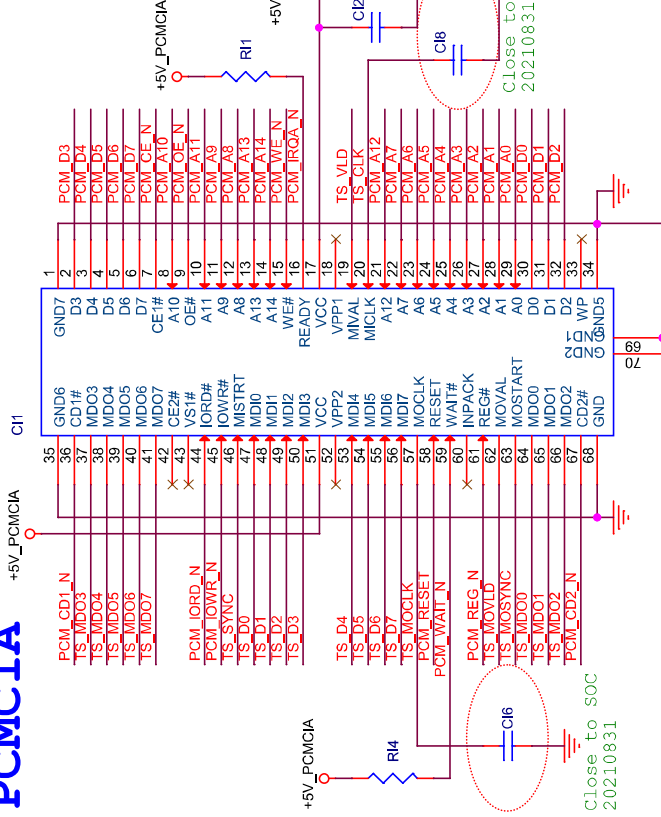 PCMCIA
+5V_PCMCIA
RI1
+5V
CI2
CI8
Close to
20210831
PCM_D3
PCM_D4
PCM_D5
PCM_D6
PCM_D7
PCM_CE_N
PCM_A10
PCM_OE_N
PCM_A11
PCM_A9
PCM_A8
PCM_A13
PCM_A14
PCM_WE_N
PCM_IRQA_N
TS_VLD
TS_CLK
PCM_A12
PCM_A7
PCM_A6
PCM_A5
PCM_A4
PCM_A3
PCM_A2
PCM_A1
PCM_A0
PCM_D0
PCM_D1
PCM_D2
1
2
3
4
5
6
7
8
9
10
11
12
13
14
15
16
17
18
19
20
21
22
23
24
25
26
27
28
29
30
31
32
33
34
GND7
D3
D4
D5
D6
D7
CE1#
A10
OE#
A11
A9
A8
A13
A14
WE#
READY
VCC
VPP1
MIVAL
MICLK
A12
A7
A6
A5
A4
A3
A2
A1
A0
D0
D1
D2
WP
GND5
GND1
GND2
69
70
CI1
GND6
CD1#
MDO3
MDO4
MDO5
MDO6
MDO7
CE2#
VS1#
IORD#
IOWR#
MISTRT
MDI0
MDI1
MDI2
MDI3
VCC
VPP2
MDI4
MDI5
MDI6
MDI7
MOCLK
RESET
WAIT#
INPACK
REG#
MOVAL
MOSTART
MDO0
MDO1
MDO2
CD2#
GND
35
36
37
38
39
40
41
42
43
44
45
46
47
48
49
50
51
52
53
54
55
56
57
58
59
60
61
62
63
64
65
66
67
68
+5V_PCMCIA
PCM_CD1_N
TS_MDO3
TS_MDO4
TS_MDO5
TS_MDO6
TS_MDO7
PCM_IORD_N
PCM_IOWR_N
TS_SYNC
TS_D0
TS_D1
TS_D2
TS_D3
TS_D4
TS_D5
TS_D6
TS_D7
TS_MOCLK
PCM_RESET
PCM_WAIT_N
PCM_REG_N
TS_MOVLD
TS_MOSYNC
TS_MDO0
TS_MDO1
TS_MDO2
PCM_CD2_N
+5V_PCMCIA
RI4
CI6
Close to SOC
20210831